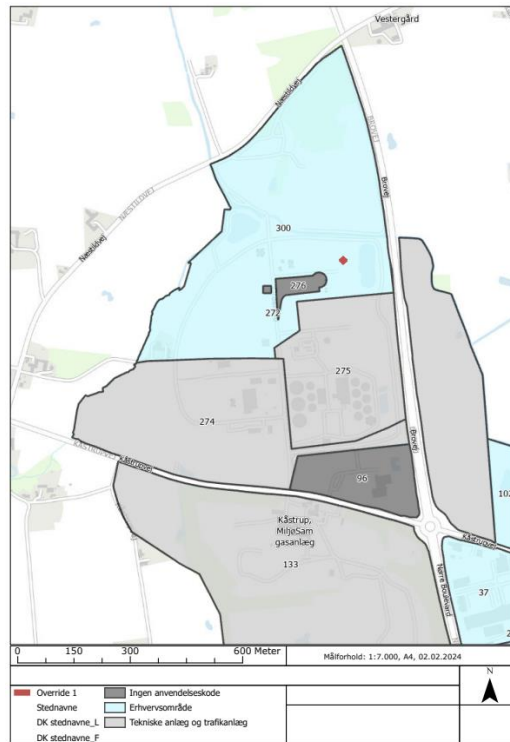 Vestergård
Næstildvej
BROVEJ
Brovej
NÆSTILDVEJ
Næstildvej
300
276
272
275
274
Brovej
96
KÅSTRUPVEJ
Kåstrupvej
102
Kåstrup,
MiljøSam
gasanlæg
Kåstrupvej
133
Nørre Boulevard
37
0 150 300 600 Meter
Målforhold: 1:7.000, A4, 02.02.2024
N
Override 1
Ingen anvendelseskode
Stednavne
Erhvervsområde
DK stednavne_L
Tekniske anlæg og trafikanlæg
DK stednavne_F